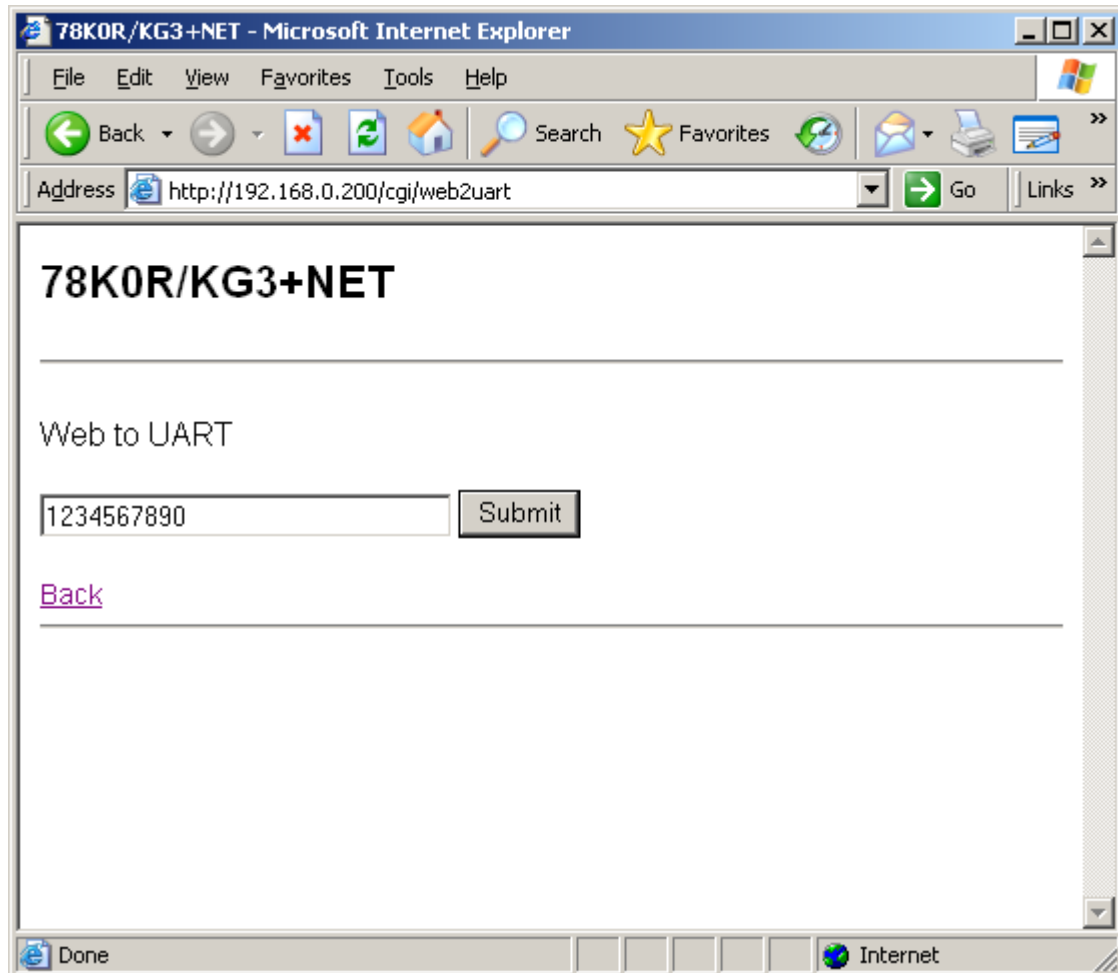 78K0R/KG3+NET - Microsoft Internet Explorer
File Edit View Favorites Tools Help
Back Search Favorites »
Address http://192.168.0.200/cgi/web2uart Go Links »
78K0R/KG3+NET
Web to UART
1234567890 Submit
Back
Done Internet